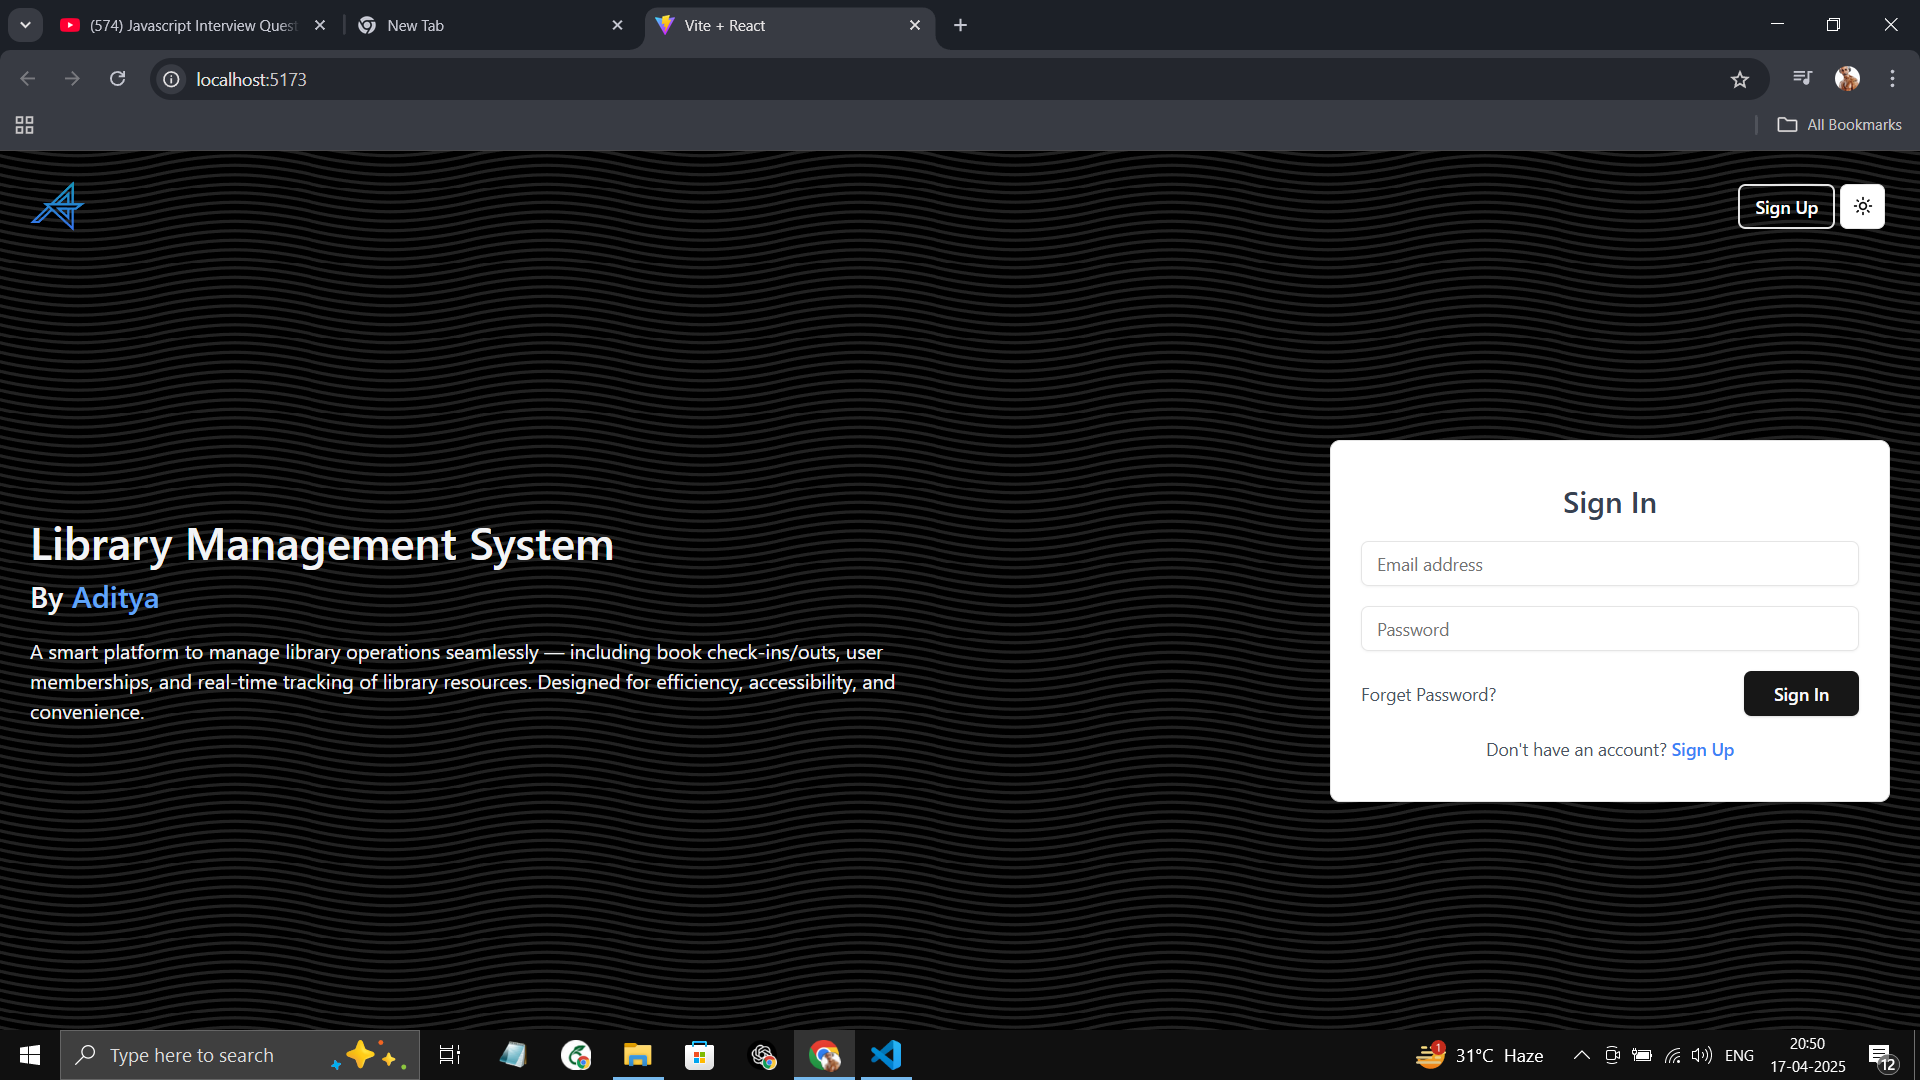 (574) Javascript Interview Quest
New Tab
Vite + React
localhost:5173
All Bookmarks
Sign Up
Library Management System
By Aditya
A smart platform to manage library operations seamlessly — including book check-ins/outs, user
memberships, and real-time tracking of library resources. Designed for efficiency, accessibility, and
convenience.
Sign In
Email address
Password
Forget Password?
Sign In
Don't have an account? Sign Up
Type here to search
1
31°C Haze
ENG
20:50
17-04-2025
12